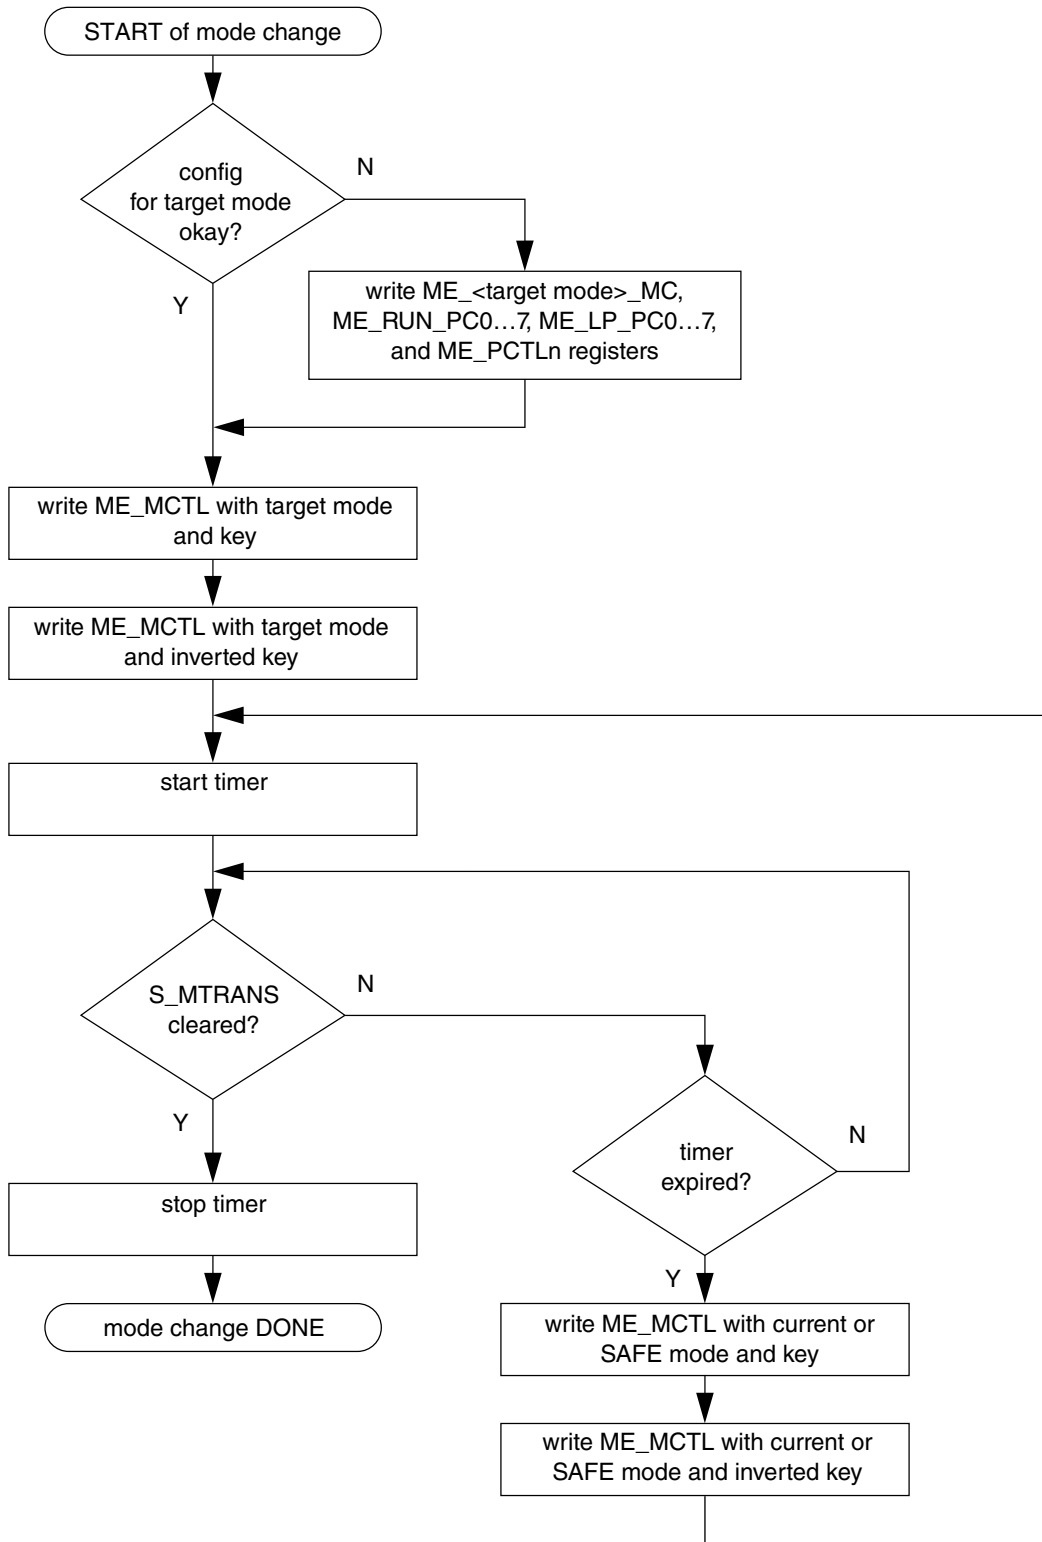 START of mode change
config
for target mode
okay?
N
Y
write ME_<target mode>_MC,
ME_RUN_PC0…7, ME_LP_PC0…7,
and ME_PCTLn registers
write ME_MCTL with target mode
and key
write ME_MCTL with target mode
and inverted key
start timer
S_MTRANS
cleared?
N
Y
timer
expired?
N
Y
stop timer
mode change DONE
write ME_MCTL with current or
SAFE mode and key
write ME_MCTL with current or
SAFE mode and inverted key